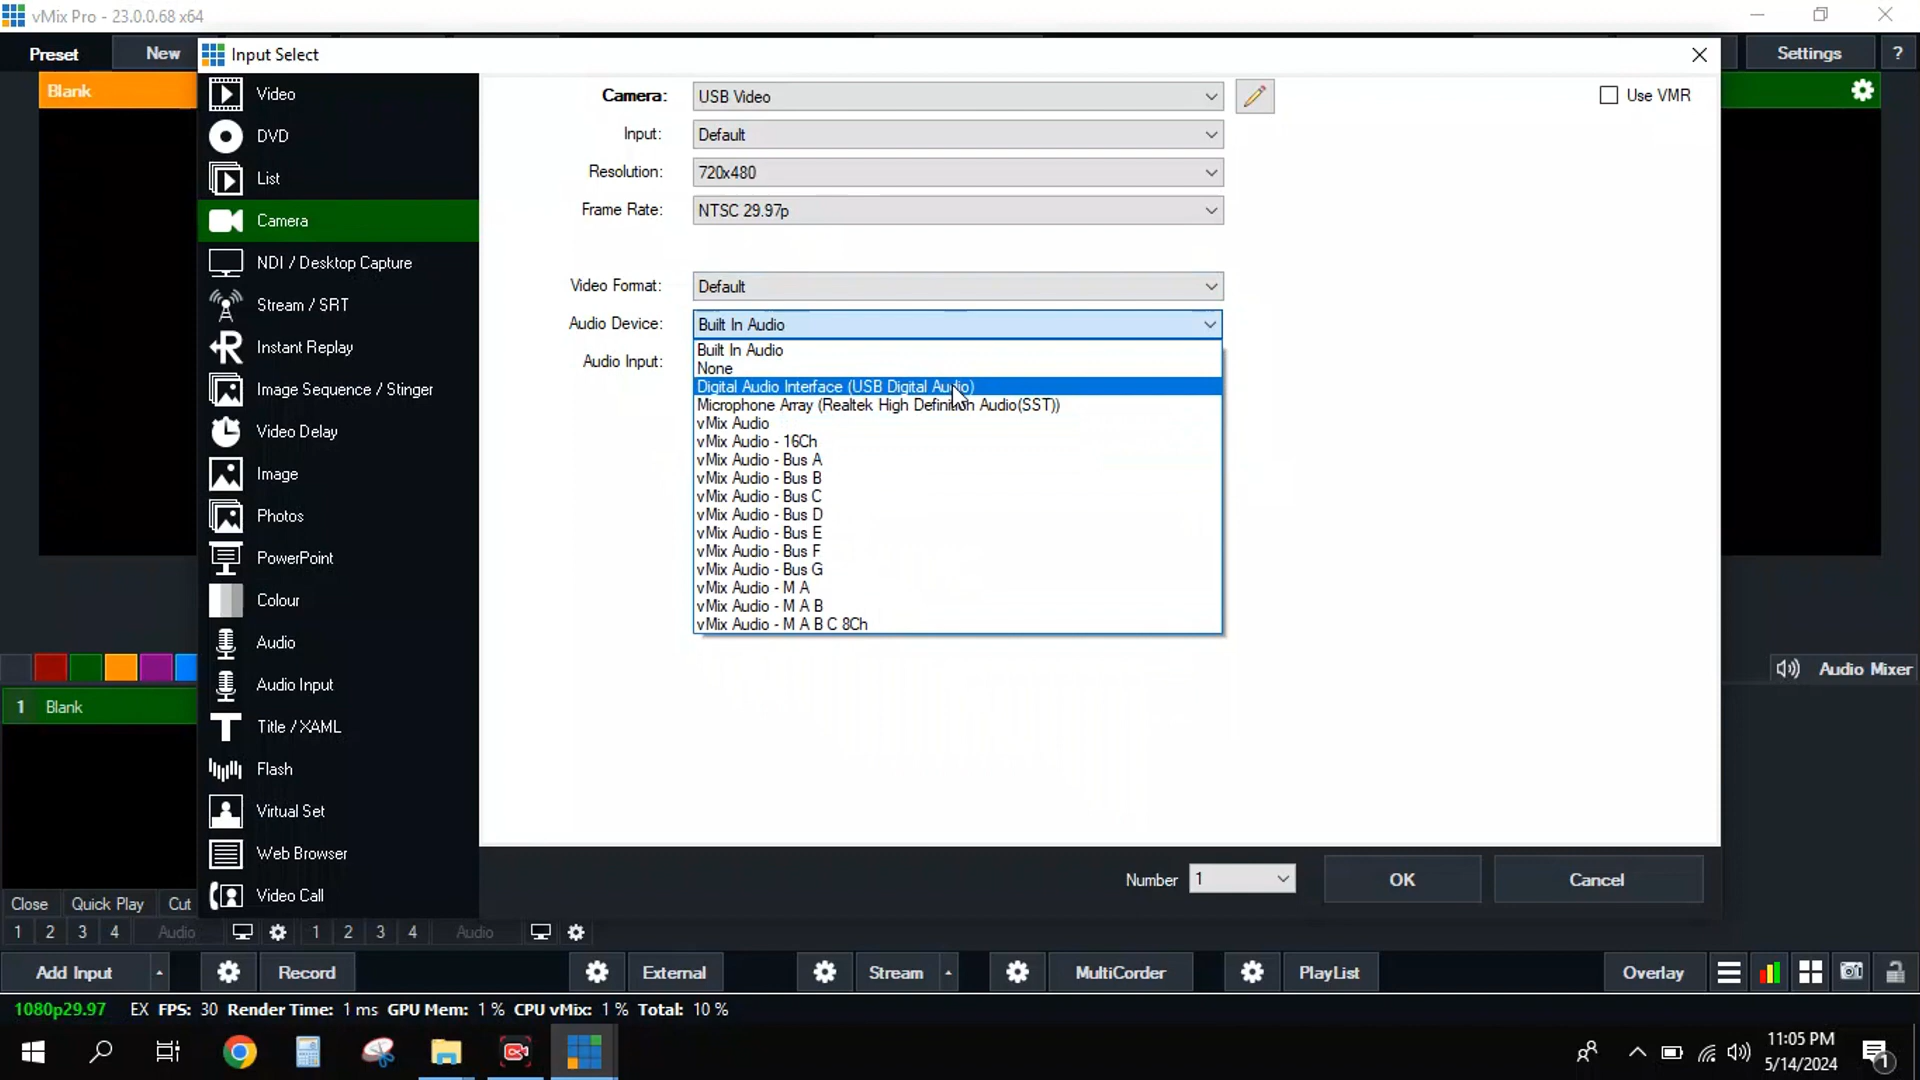 vMix Pro - 23.0.0.68 x64
Preset
New
Settings
?
Input Select
Blank
Video
DVD
List
Camera
NDI / Desktop Capture
Stream / SRT
Instant Replay
Image Sequence / Stinger
Video Delay
Image
Photos
PowerPoint
Colour
Audio
Audio Input
Title / XAML
Flash
Virtual Set
Web Browser
Video Call
Camera: USB Video
Use VMR
Input: Default
Resolution: 720x480
Frame Rate: NTSC 29.97p
Video Format: Default
Audio Device: Built In Audio
Audio Input:
Built In Audio
None
Digital Audio Interface (USB Digital Audio)
Microphone Array (Realtek High Definition Audio(SST))
vMix Audio
vMix Audio - 16Ch
vMix Audio - Bus A
vMix Audio - Bus B
vMix Audio - Bus C
vMix Audio - Bus D
vMix Audio - Bus E
vMix Audio - Bus F
vMix Audio - Bus G
vMix Audio - M A
vMix Audio - M A B
vMix Audio - M A B C 8Ch
Audio Mixer
1 Blank
Number 1
OK
Cancel
Close Quick Play Cut
1 2 3 4 Audio 1 2 3 4 Audio
Add Input Record External Stream MultiCorder PlayList Overlay
1080p29.97 EX FPS: 30 Render Time: 1 ms GPU Mem: 1 % CPU vMix: 1 % Total: 10 %
11:05 PM
5/14/2024
1